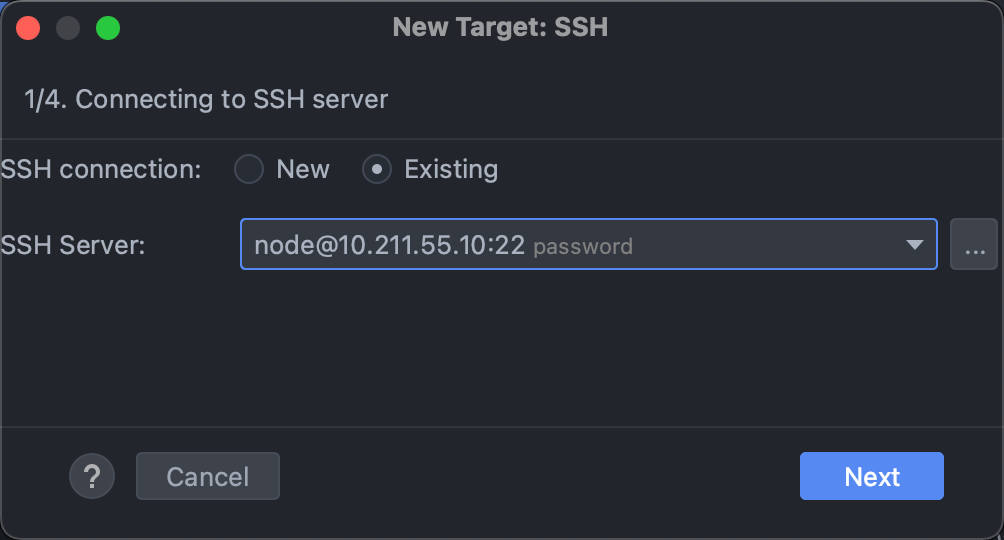 New Target: SSH
1/4. Connecting to SSH server
SSH connection: New Existing
SSH Server: node@10.211.55.10:22 password ...
? Cancel Next